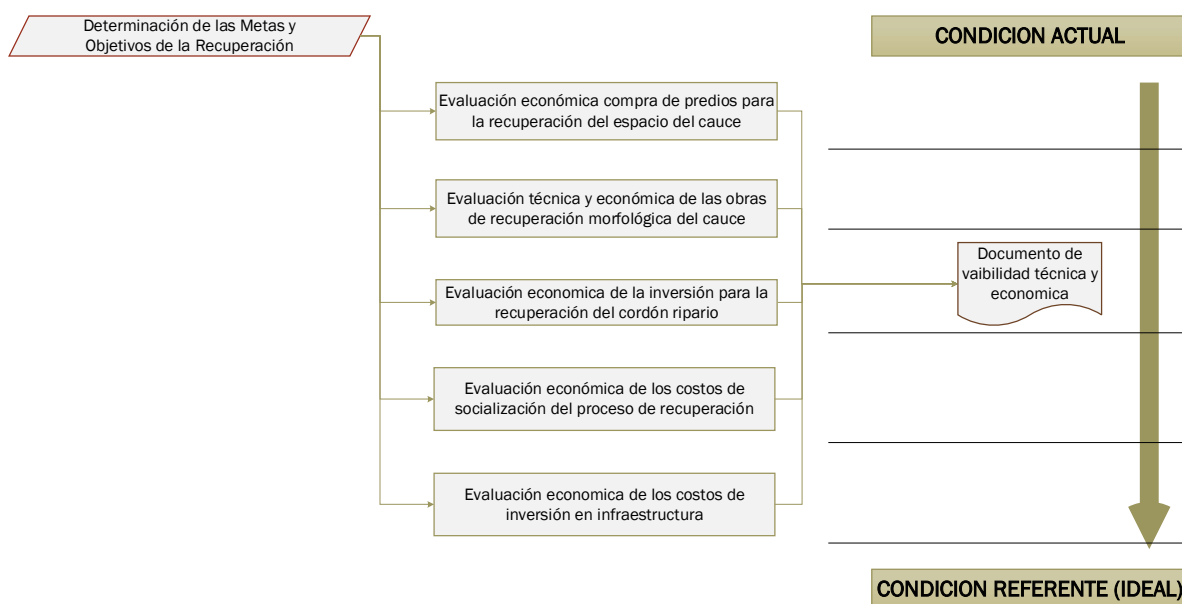 Determinación de las Metas y
Objetivos de la Recuperación
CONDICION ACTUAL
Evaluación económica compra de predios para
la recuperación del espacio del cauce
Evaluación técnica y económica de las obras
de recuperación morfológica del cauce
Documento de
vaibilidad técnica y
economica
Evaluación economica de la inversión para la
recuperación del cordón ripario
Evaluación económica de los costos de
socialización del proceso de recuperación
Evaluación economica de los costos de
inversión en infraestructura
CONDICION REFERENTE (IDEAL)